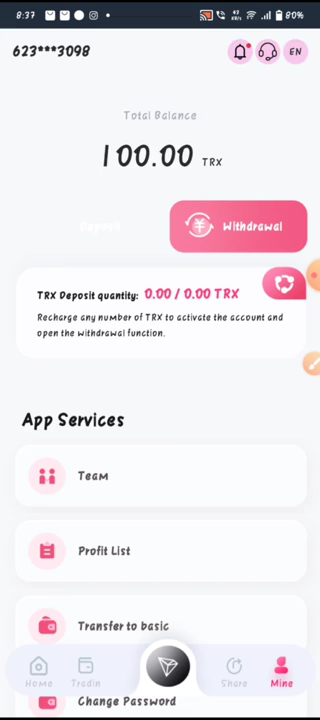 8:37
80%
623***3098
EN
Total Balance
100.00 TRX
Deposit
Withdrawal
TRX Deposit quantity: 0.00 / 0.00 TRX
Recharge any number of TRX to activate the account and
open the withdrawal function.
App Services
Team
Profit List
Transfer to basic
Home
Tradin
Share
Mine
Change Password